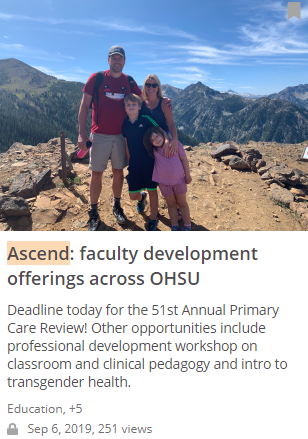 Ascend: faculty development
offerings across OHSU
Deadline today for the 51st Annual Primary
Care Review! Other opportunities include
professional development workshop on
classroom and clinical pedagogy and intro to
transgender health.
Education, +5
Sep 6, 2019, 251 views